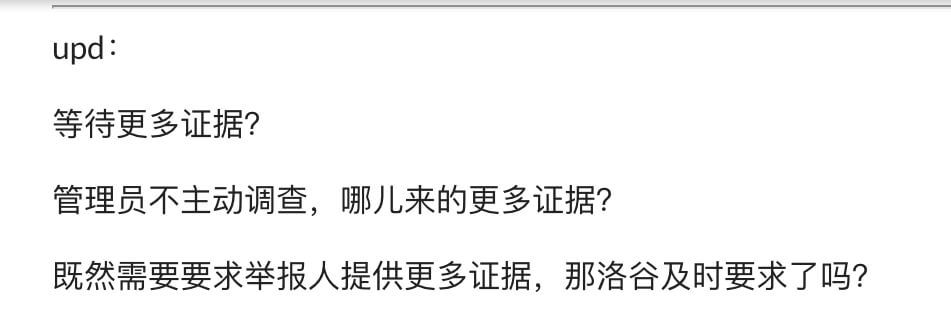 upd：
等待更多证据？
管理员不主动调查，哪儿来的更多证据？
既然需要要求举报人提供更多证据，那洛谷及时要求了吗？